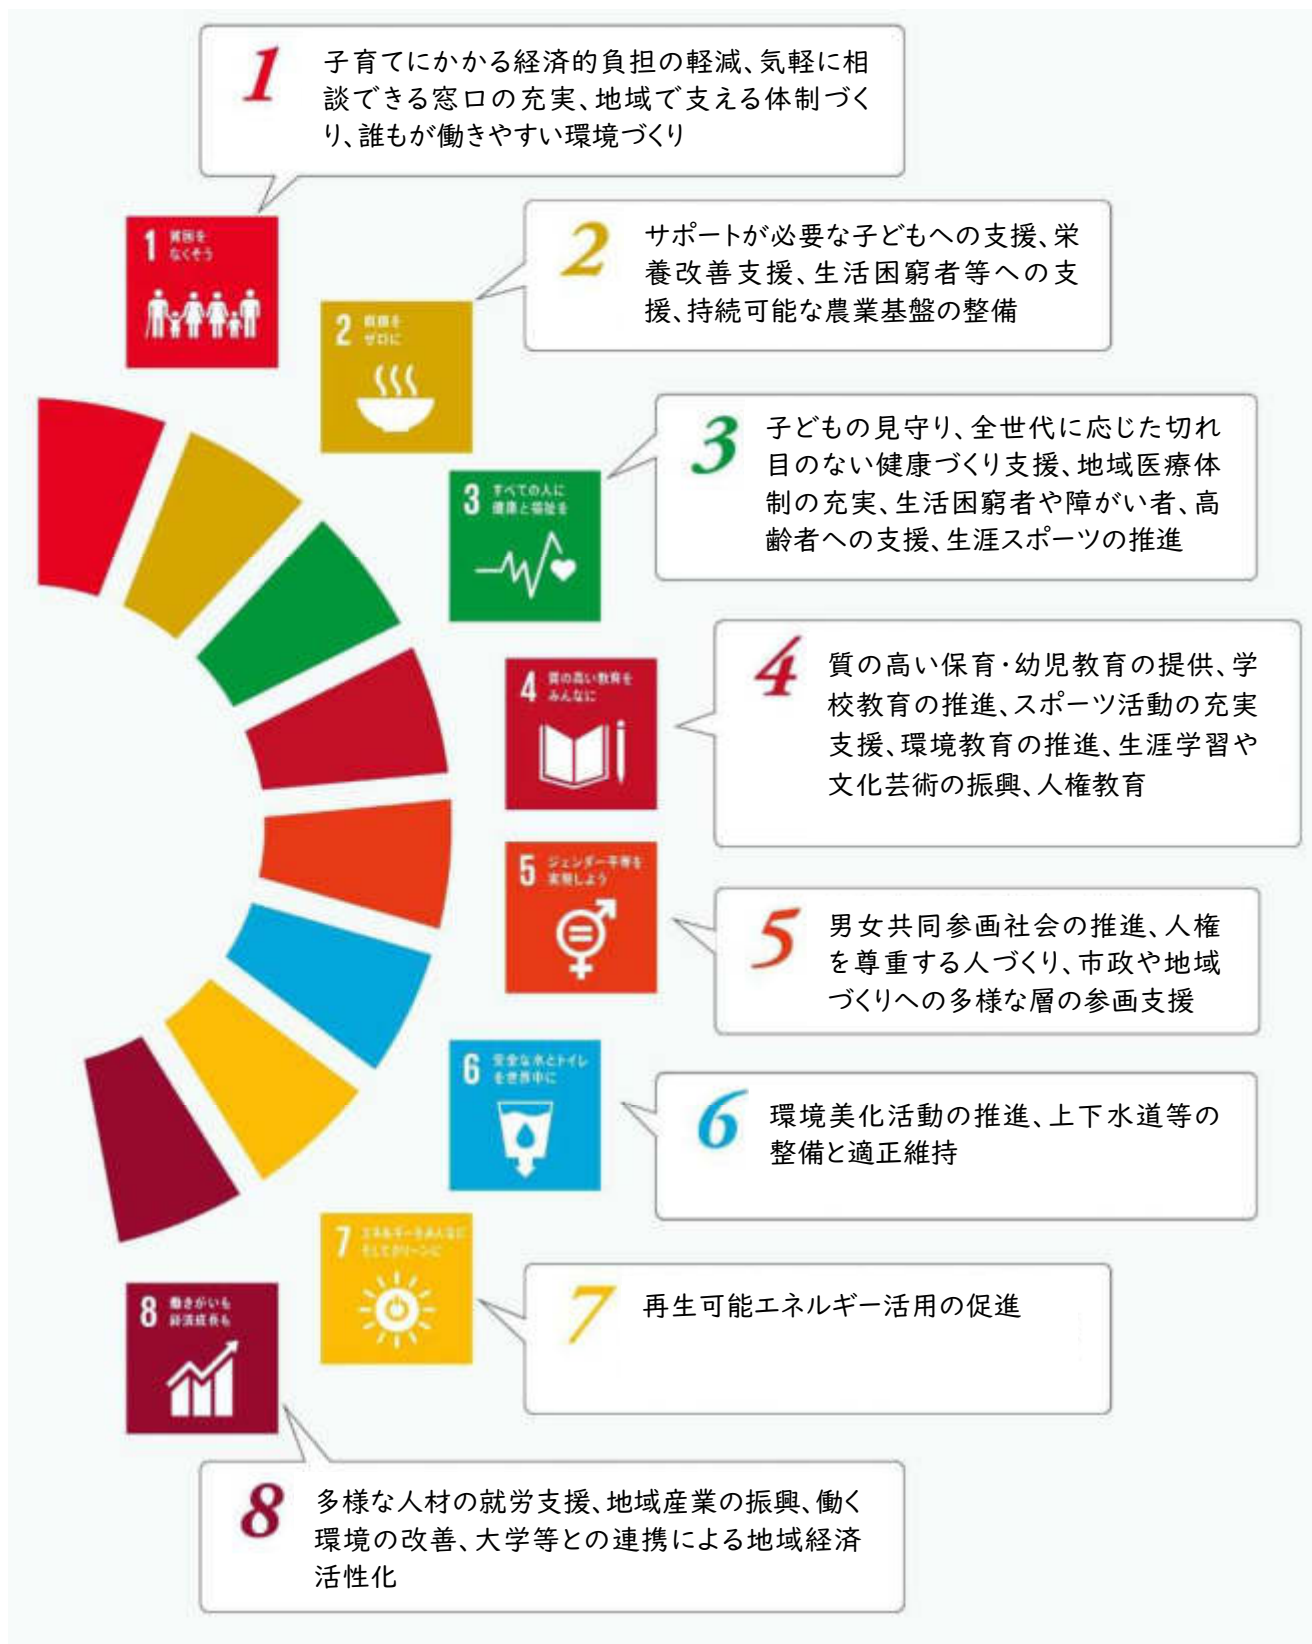 1
子育てにかかる経済的負担の軽減、気軽に相
談できる窓口の充実、地域で支える体制づく
り、誰もが働きやすい環境づくり
1 貧困を
なくそう
2
サポートが必要な子どもへの支援、栄
養改善支援、生活困窮者等への支
援、持続可能な農業基盤の整備
2 飢餓を
ゼロに
3
子どもの見守り、全世代に応じた切れ
目のない健康づくり支援、地域医療体
制の充実、生活困窮者や障がい者、高
齢者への支援、生涯スポーツの推進
3 すべての人に
健康と福祉を
4
質の高い保育・幼児教育の提供、学
校教育の推進、スポーツ活動の充実
支援、環境教育の推進、生涯学習や
文化芸術の振興、人権教育
4 質の高い教育を
みんなに
5 ジェンダー平等を
実現しよう
5
男女共同参画社会の推進、人権
を尊重する人づくり、市政や地域
づくりへの多様な層の参画支援
6 安全な水とトイレ
を世界中に
6
環境美化活動の推進、上下水道等の
整備と適正維持
7 エネルギーをみんなに
そしてクリーンに
7
再生可能エネルギー活用の促進
8 働きがいも
経済成長も
8
多様な人材の就労支援、地域産業の振興、働く
環境の改善、大学等との連携による地域経済
活性化